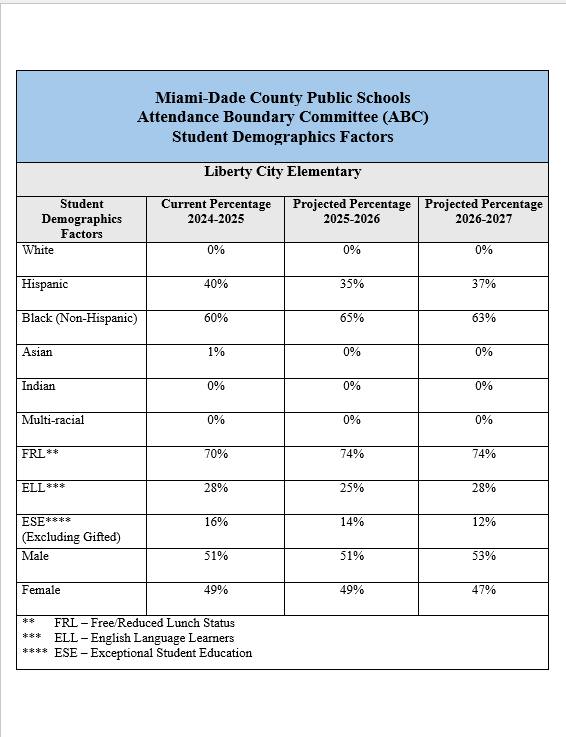 Miami-Dade County Public Schools
Attendance Boundary Committee (ABC)
Student Demographics Factors
Liberty City Elementary
Student Demographics Factors Current Percentage 2024-2025 Projected Percentage 2025-2026 Projected Percentage 2026-2027
White 0% 0% 0%
Hispanic 40% 35% 37%
Black (Non-Hispanic) 60% 65% 63%
Asian 1% 0% 0%
Indian 0% 0% 0%
Multi-racial 0% 0% 0%
FRL** 70% 74% 74%
ELL*** 28% 25% 28%
ESE**** 16% 14% 12%
(Excluding Gifted)
Male 51% 51% 53%
Female 49% 49% 47%
** FRL – Free/Reduced Lunch Status
*** ELL – English Language Learners
**** ESE – Exceptional Student Education